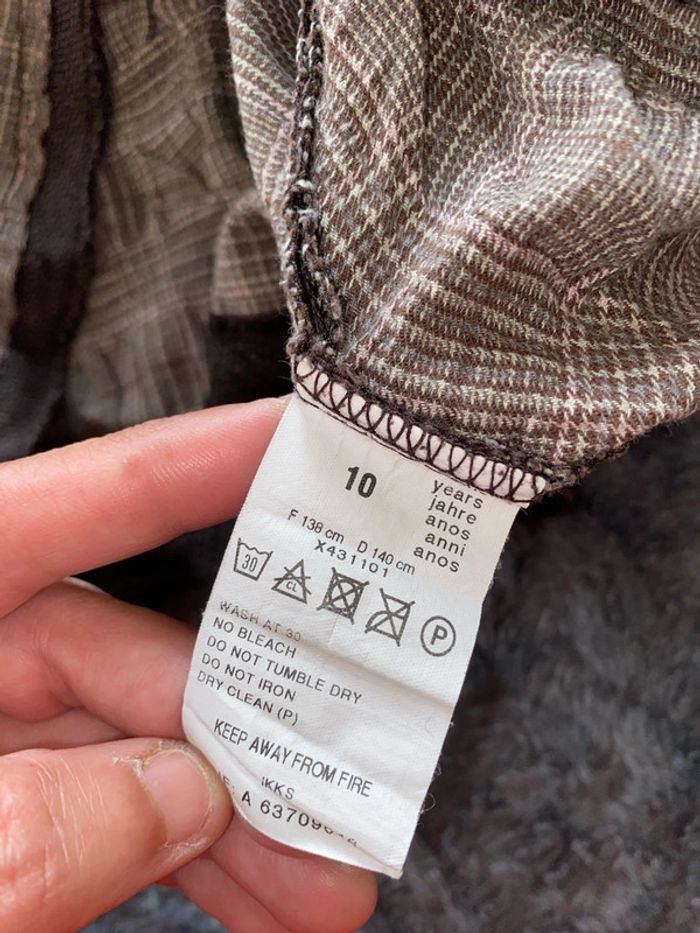 10 years
jahre
anos
anni
anos
F 138 cm D 140 cm
X431101
30 CL P
WASH AT 30
NO BLEACH
DO NOT TUMBLE DRY
DO NOT IRON
DRY CLEAN (P)
KEEP AWAY FROM FIRE
IKKS
A 63709